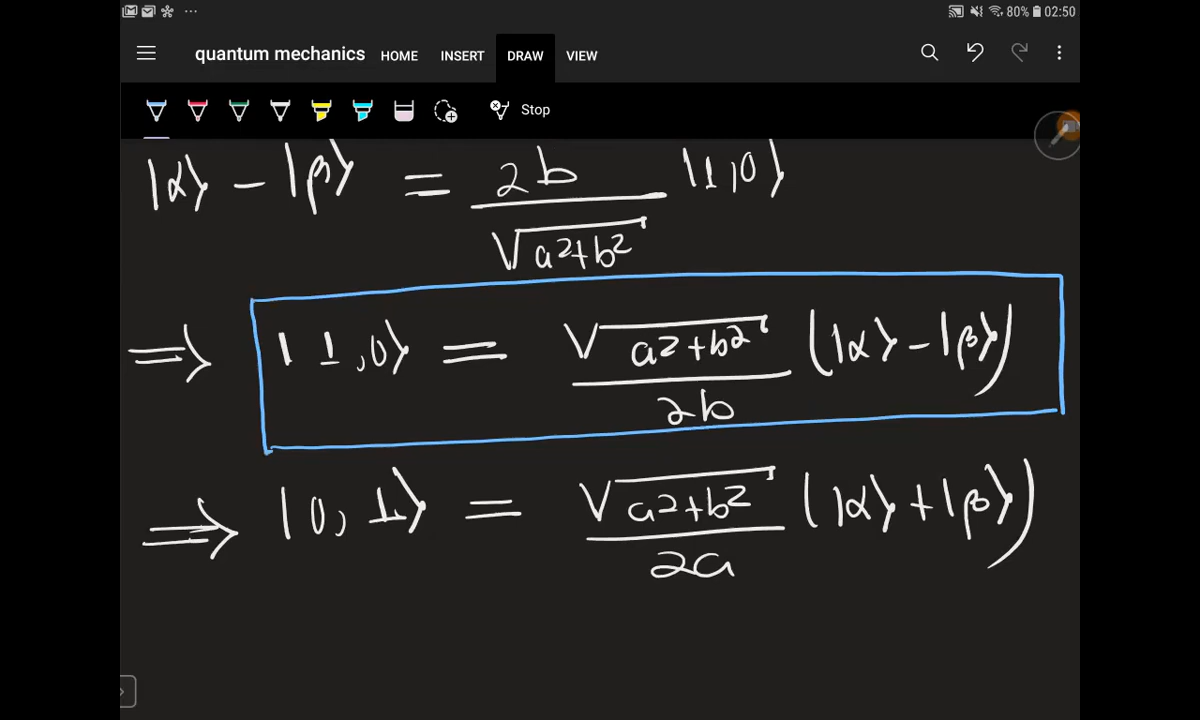 80% 02:50
quantum mechanics HOME INSERT DRAW VIEW
Stop
|α⟩ − |β⟩ = 2b / √(a²+b²) |1,0⟩
⇒ |1,0⟩ = √(a²+b²) / 2b (|α⟩ − |β⟩)
⇒ |0,1⟩ = √(a²+b²) / 2a (|α⟩ + |β⟩)